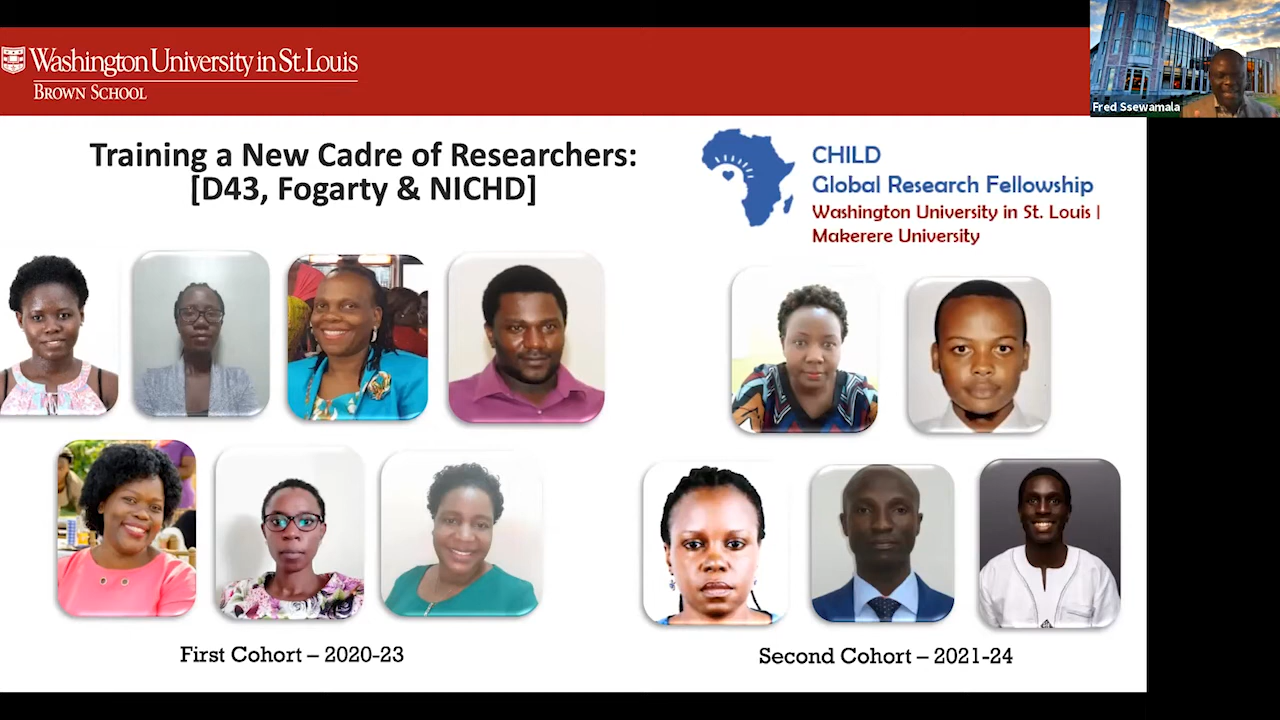 Washington University in St. Louis
BROWN SCHOOL
Fred Ssewamala
Training a New Cadre of Researchers:
[D43, Fogarty & NICHD]
CHILD
Global Research Fellowship
Washington University in St. Louis |
Makerere University
First Cohort – 2020-23
Second Cohort – 2021-24